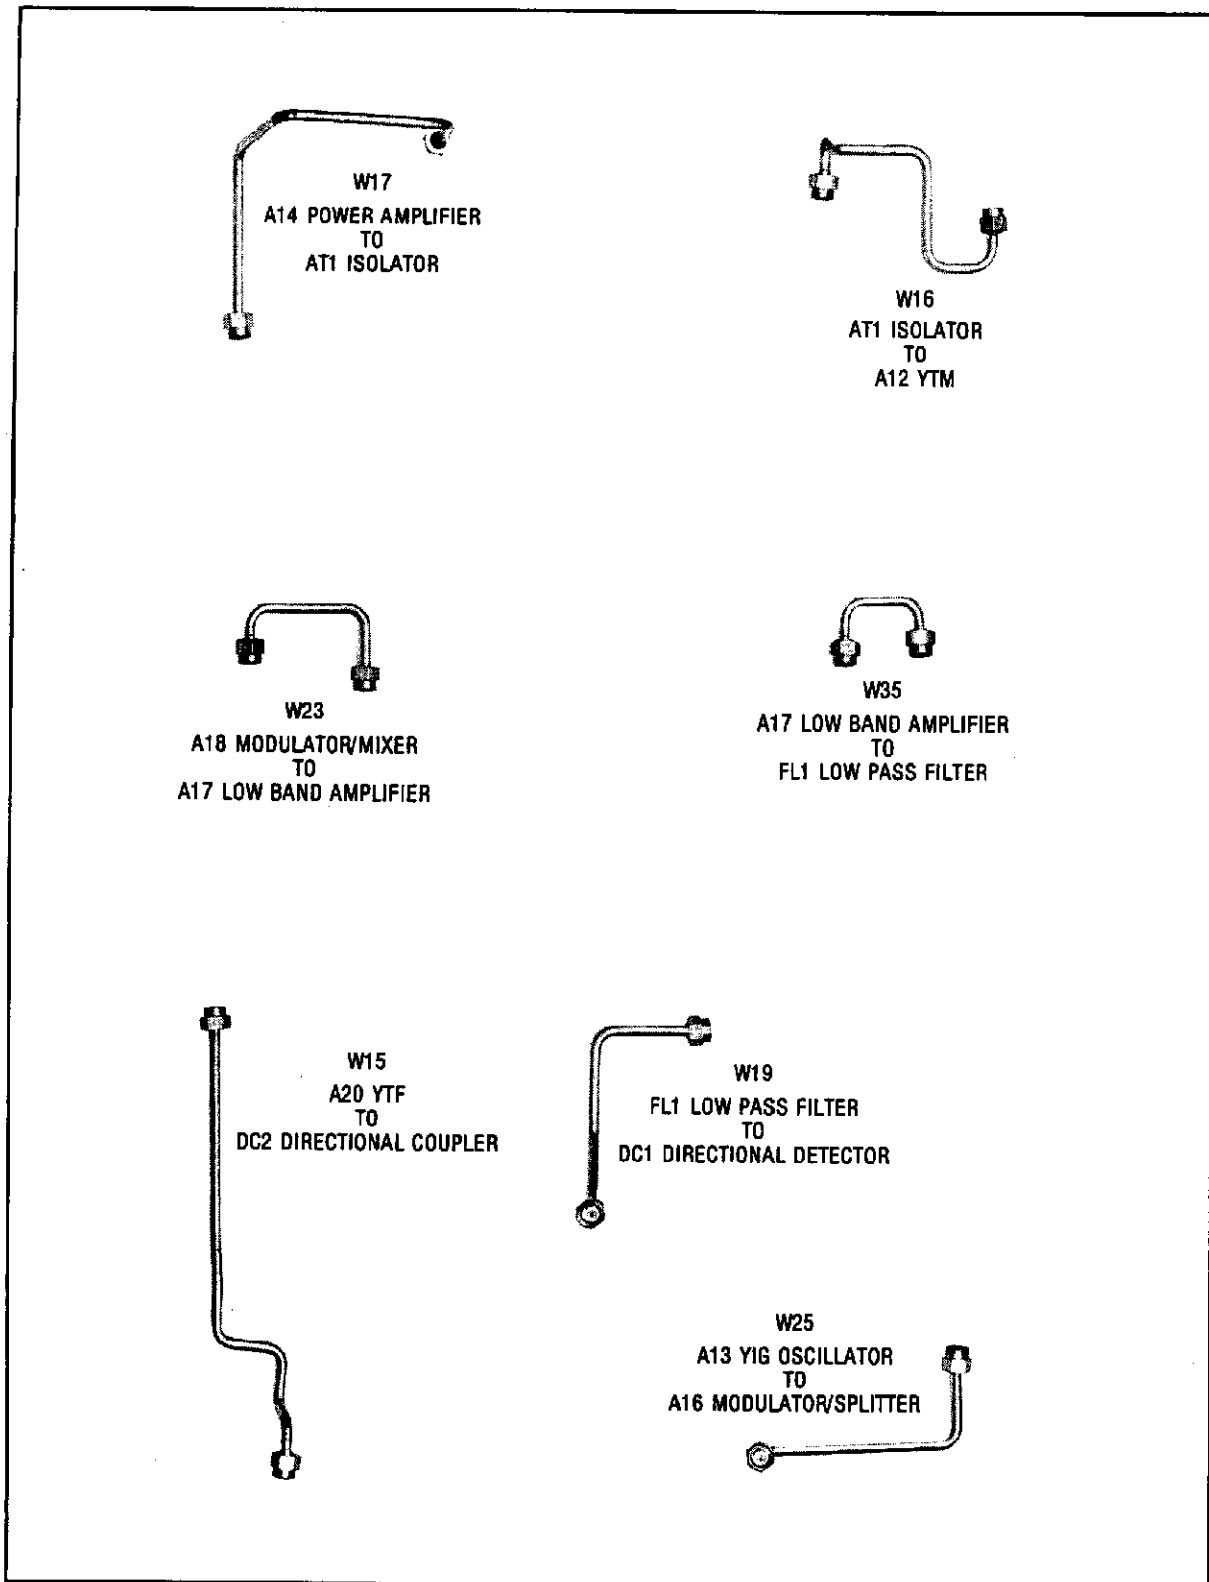 W17
A14 POWER AMPLIFIER
TO
AT1 ISOLATOR
W16
AT1 ISOLATOR
TO
A12 YTM
W23
A18 MODULATOR/MIXER
TO
A17 LOW BAND AMPLIFIER
W35
A17 LOW BAND AMPLIFIER
TO
FL1 LOW PASS FILTER
W15
A20 YTF
TO
DC2 DIRECTIONAL COUPLER
W19
FL1 LOW PASS FILTER
TO
DC1 DIRECTIONAL DETECTOR
W25
A13 YIG OSCILLATOR
TO
A16 MODULATOR/SPLITTER